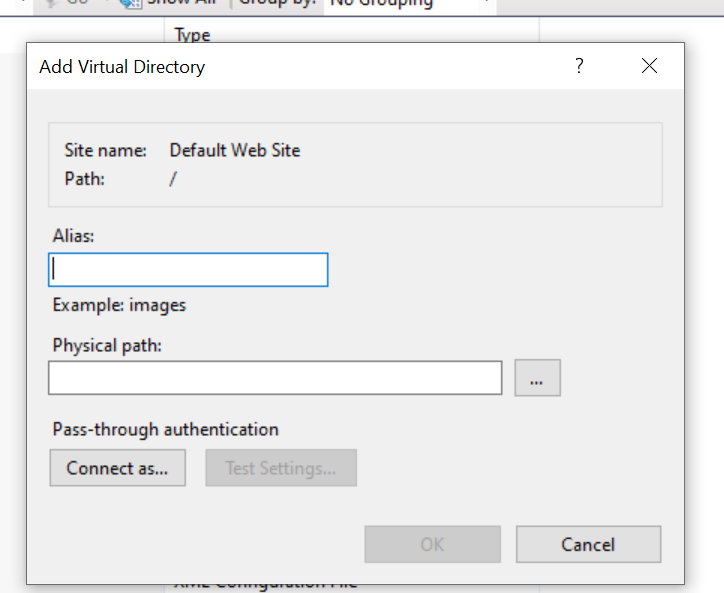 Go Show All Group by: No Grouping
Type
Add Virtual Directory ?
Site name: Default Web Site
Path: /
Alias:
Example: images
Physical path:
...
Pass-through authentication
Connect as... Test Settings...
OK Cancel
XML Configuration File